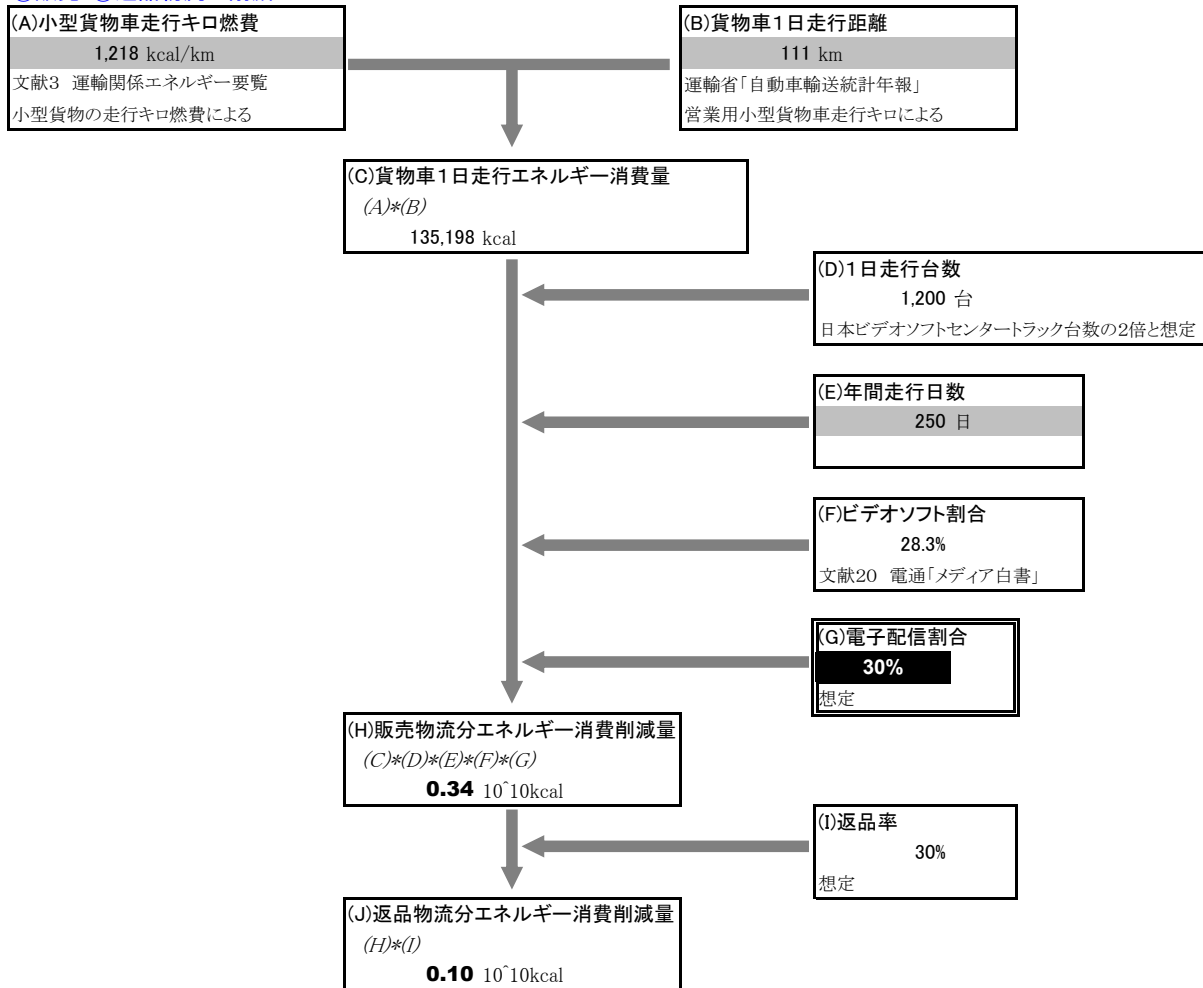 (A)小型貨物車走行キロ燃費
1,218 kcal/km
文献3 運輸関係エネルギー要覧
小型貨物の走行キロ燃費による
(B)貨物車1日走行距離
111 km
運輸省「自動車輸送統計年報」
営業用小型貨物車走行キロによる
(C)貨物車1日走行エネルギー消費量
(A)*(B)
135,198 kcal
(D)1日走行台数
1,200 台
日本ビデオソフトセンタートラック台数の2倍と想定
(E)年間走行日数
250 日
(F)ビデオソフト割合
28.3%
文献20 電通「メディア白書」
(G)電子配信割合
30%
想定
(H)販売物流分エネルギー消費削減量
(C)*(D)*(E)*(F)*(G)
0.34 10^10kcal
(I)返品率
30%
想定
(J)返品物流分エネルギー消費削減量
(H)*(I)
0.10 10^10kcal